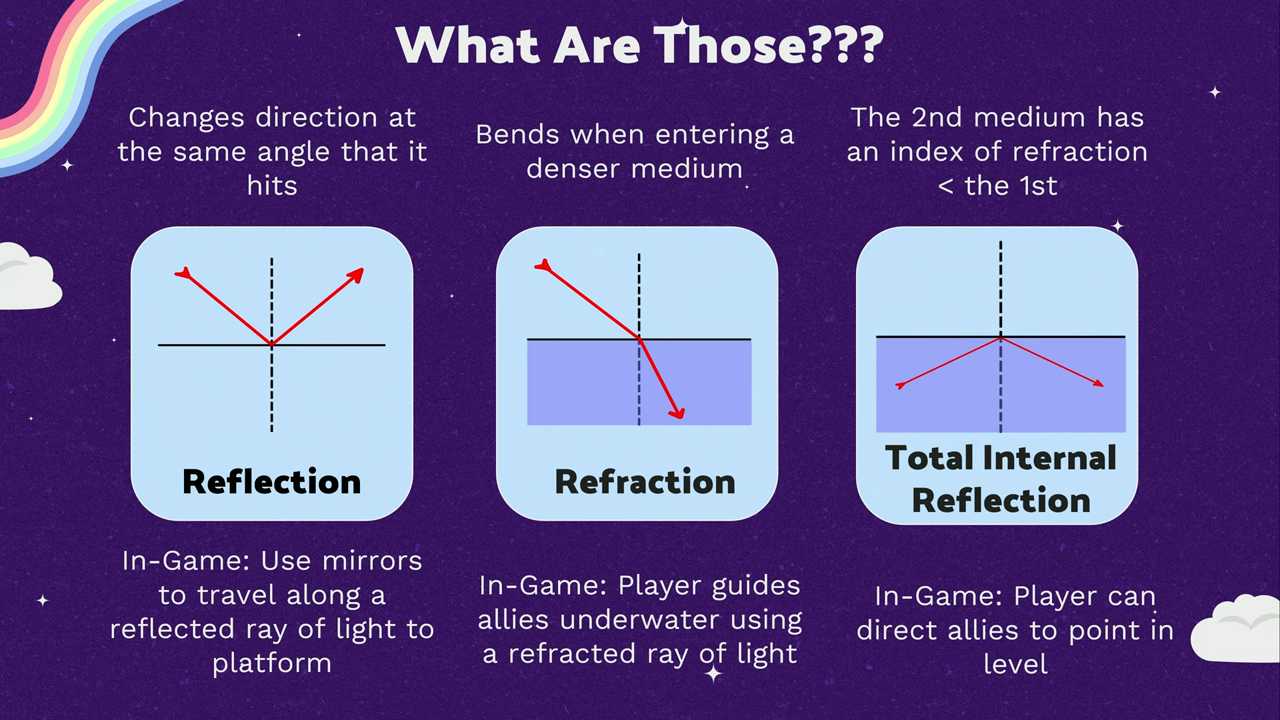 What Are Those???
Changes direction at
the same angle that it
hits
Bends when entering a
denser medium
The 2nd medium has
an index of refraction
< the 1st
Reflection
Refraction
Total Internal
Reflection
In-Game: Use mirrors
to travel along a
reflected ray of light to
platform
In-Game: Player guides
allies underwater using
a refracted ray of light
In-Game: Player can
direct allies to point in
level